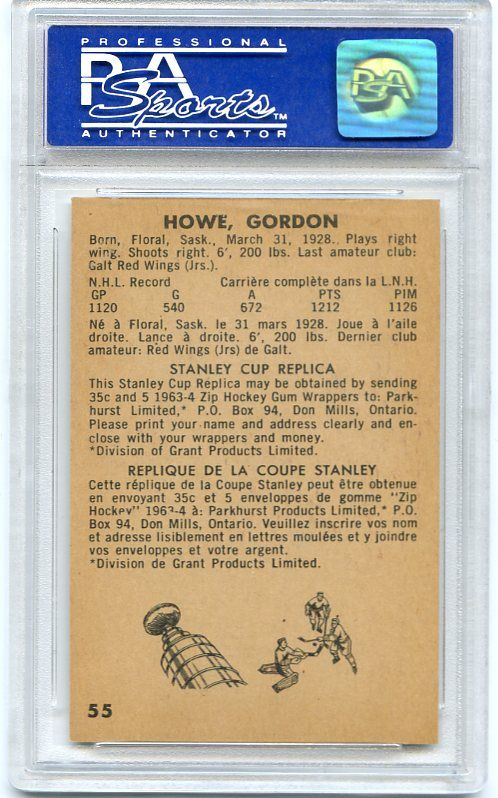 PROFESSIONAL
PSA
Sports™
AUTHENTICATOR
PSA
HOWE, GORDON
Born, Floral, Sask., March 31, 1928. Plays right
wing. Shoots right. 6', 200 lbs. Last amateur club:
Galt Red Wings (Jrs.).
N.H.L. Record Carrière complète dans la L.N.H.
GP G A PTS PIM
1120 540 672 1212 1126
Né à Floral, Sask. le 31 mars 1928. Joue à l'aile
droite. Lance à droite. 6', 200 lbs. Dernier club
amateur: Red Wings (Jrs) de Galt.
STANLEY CUP REPLICA
This Stanley Cup Replica may be obtained by sending
35c and 5 1963-4 Zip Hockey Gum Wrappers to: Park-
hurst Limited,* P.O. Box 94, Don Mills, Ontario.
Please print your name and address clearly and en-
close with your wrappers and money.
*Division of Grant Products Limited.
REPLIQUE DE LA COUPE STANLEY
Cette réplique de la Coupe Stanley peut être obtenue
en envoyant 35c et 5 enveloppes de gomme "Zip
Hockey" 1963-4 à: Parkhurst Products Limited,* P.O.
Box 94, Don Mills, Ontario. Veuillez inscrire vos nom
et adresse lisiblement en lettres moulées et y joindre
vos enveloppes et votre argent.
*Division de Grant Products Limited.
55